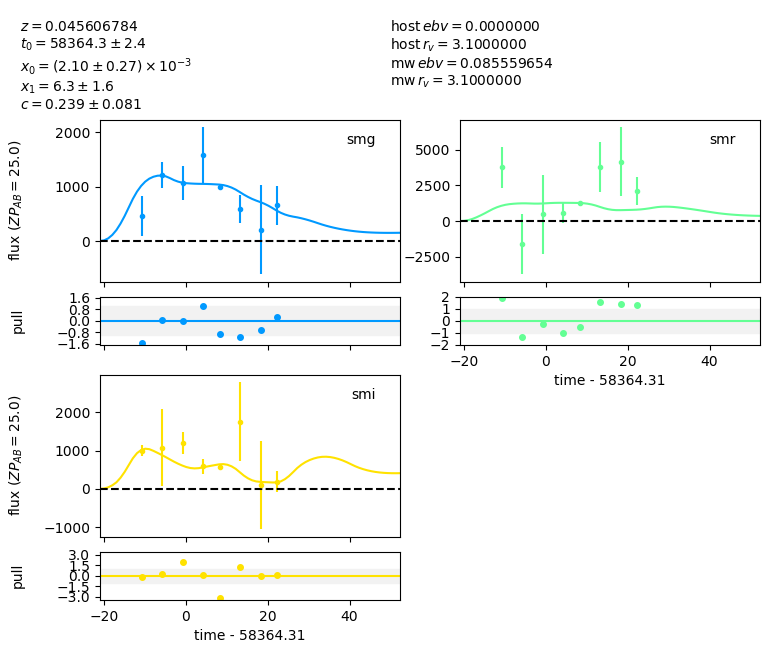 z = 0.045606784
t₀ = 58364.3 ± 2.4
x₀ = (2.10 ± 0.27) × 10⁻³
x₁ = 6.3 ± 1.6
c = 0.239 ± 0.081
host ebv = 0.0000000
host r_v = 3.1000000
mw ebv = 0.085559654
mw r_v = 3.1000000
smg
flux (ZP_AB = 25.0)
2000
1000
0
smr
5000
2500
0
−2500
pull
1.6
0.8
0.0
−0.8
−1.6
2
1
0
−1
−2
−20 0 20 40
time - 58364.31
smi
flux (ZP_AB = 25.0)
2000
1000
0
−1000
pull
3.0
1.5
0.0
−1.5
−3.0
−20 0 20 40
time - 58364.31